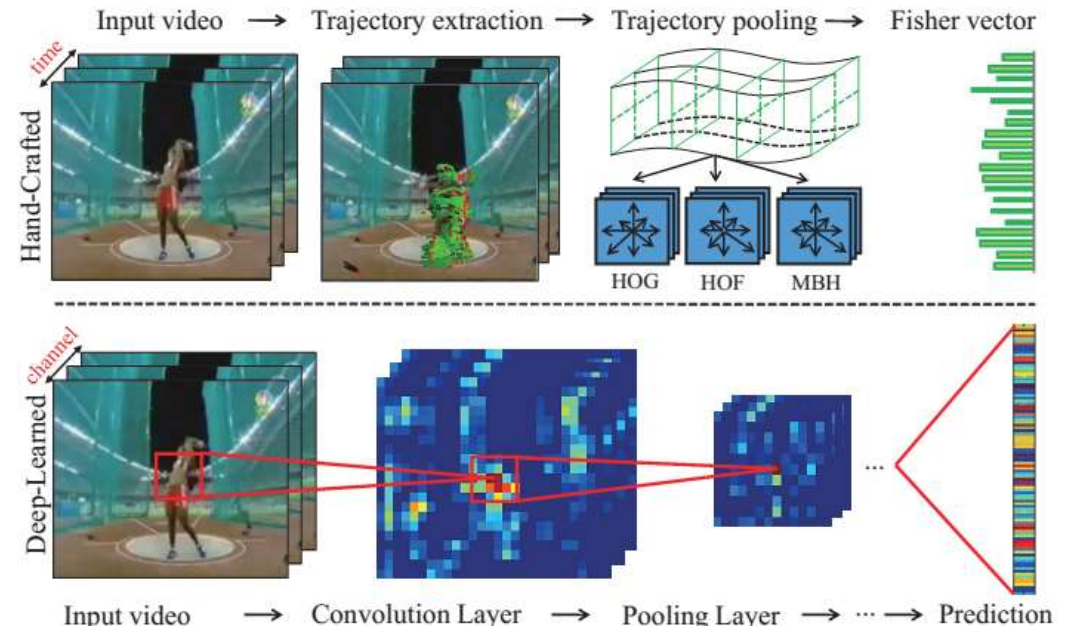 Input video → Trajectory extraction → Trajectory pooling → Fisher vector
time
Hand-Crafted
HOG HOF MBH
channel
Deep-Learned
...
Input video → Convolution Layer → Pooling Layer → ... → Prediction